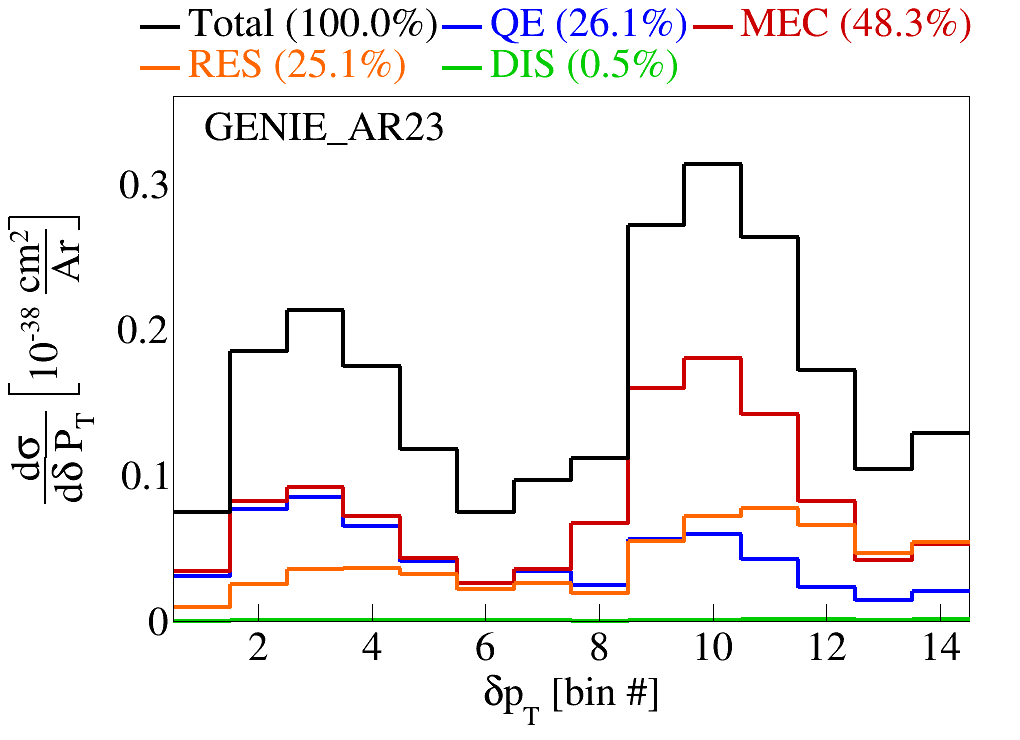 Total (100.0%) QE (26.1%) MEC (48.3%)
RES (25.1%) DIS (0.5%)
GENIE_AR23
dσ/dδ P_T [10^-38 cm^2/Ar]
0.3
0.2
0.1
0
2 4 6 8 10 12 14
δp_T [bin #]